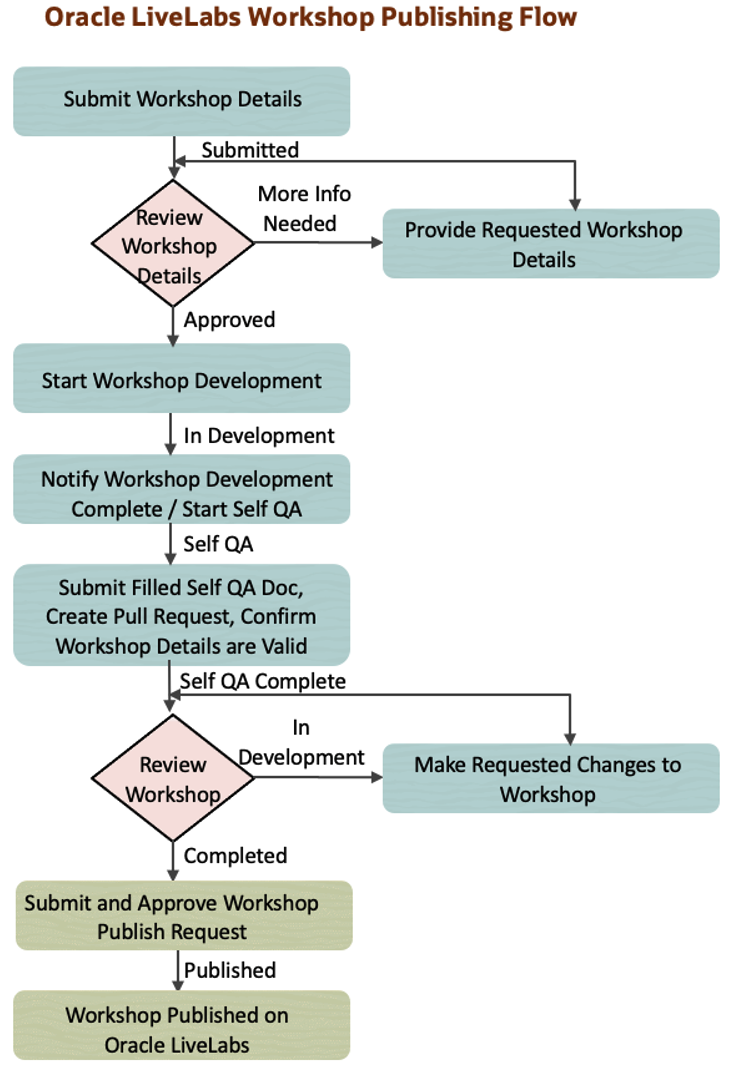 Oracle LiveLabs Workshop Publishing Flow
Submit Workshop Details
Submitted
More Info
Needed
Review
Workshop
Details
Provide Requested Workshop
Details
Approved
Start Workshop Development
In Development
Notify Workshop Development
Complete / Start Self QA
Self QA
Submit Filled Self QA Doc,
Create Pull Request, Confirm
Workshop Details are Valid
Self QA Complete
In
Development
Review
Workshop
Make Requested Changes to
Workshop
Completed
Submit and Approve Workshop
Publish Request
Published
Workshop Published on
Oracle LiveLabs